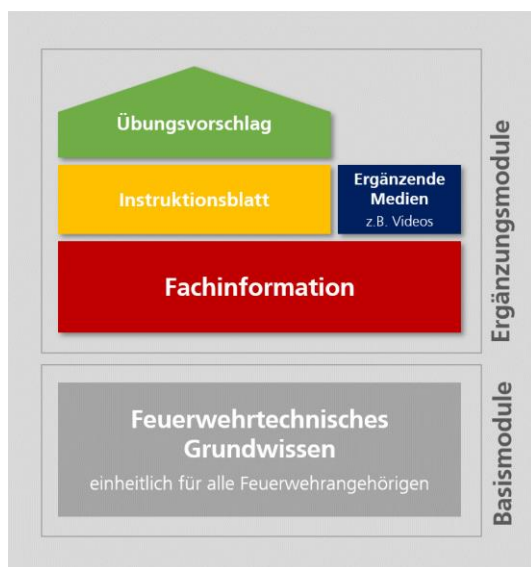 Übungsvorschlag
Instruktionsblatt
Ergänzende
Medien
z.B. Videos
Fachinformation
Ergänzungsmodule
Feuerwehrtechnisches
Grundwissen
einheitlich für alle Feuerwehrangehörigen
Basismodule